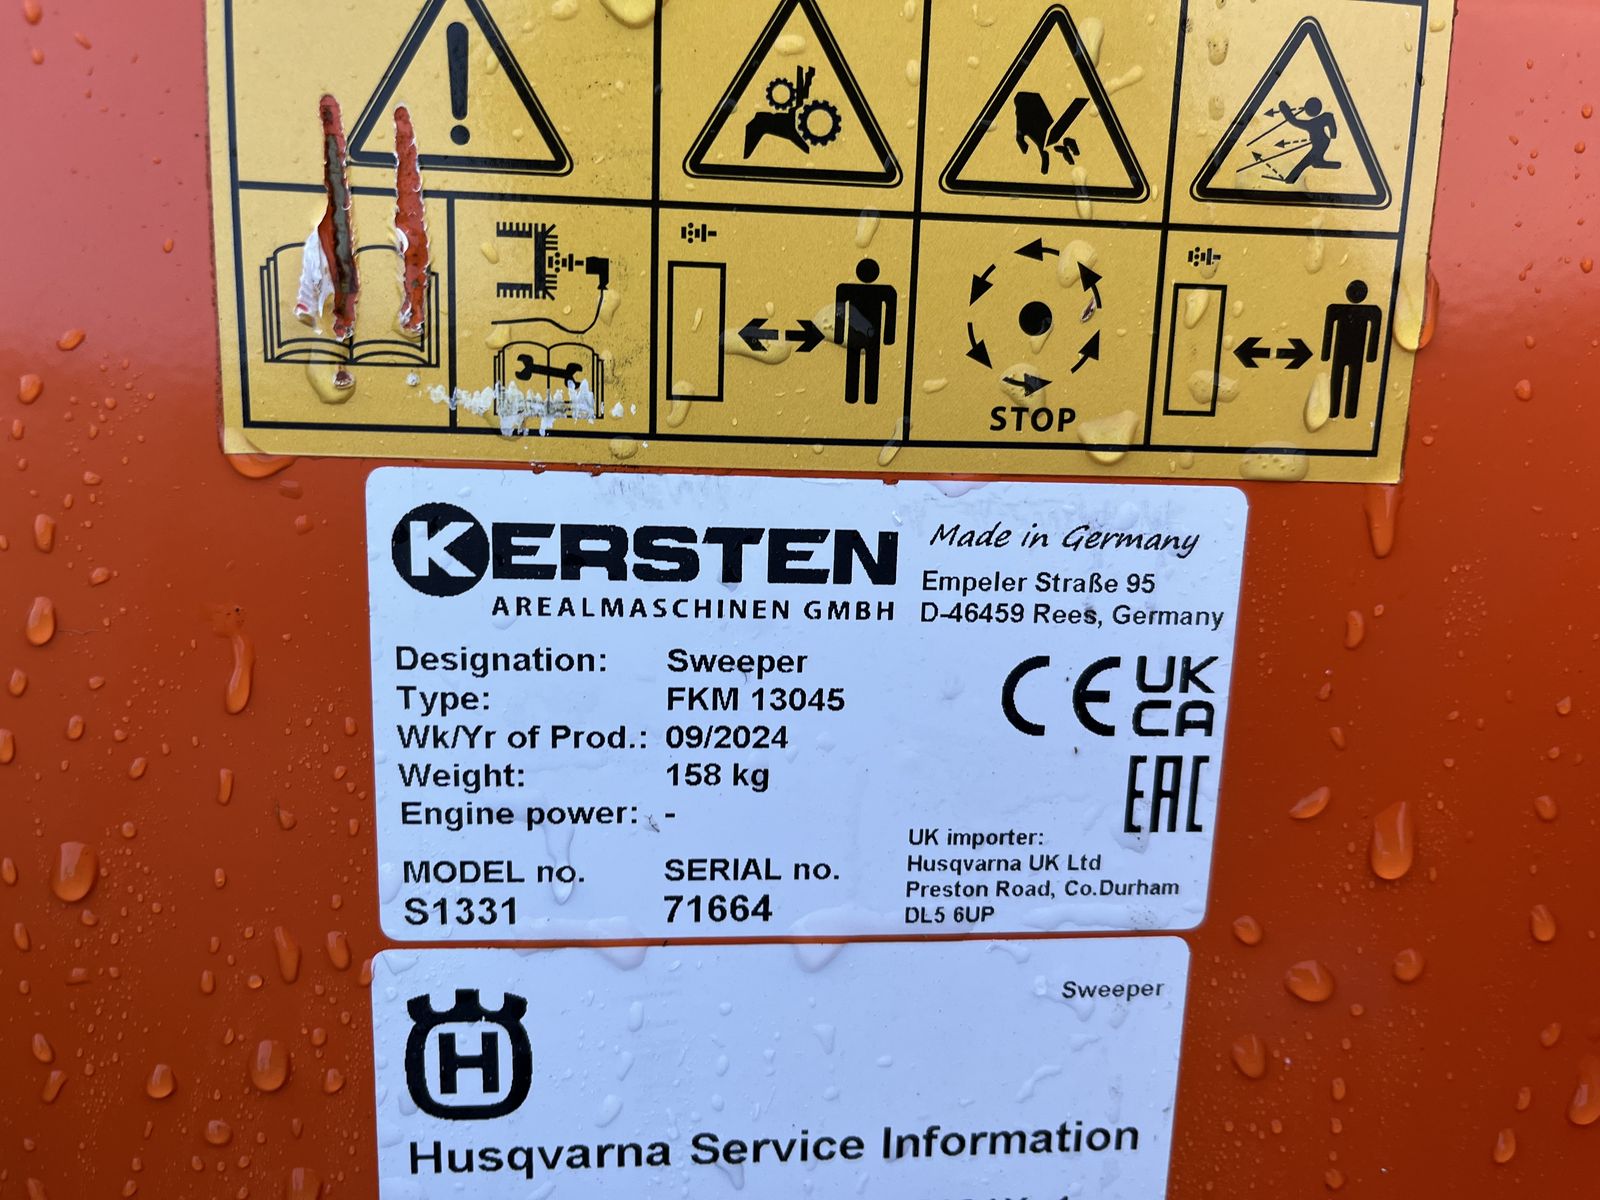 STOP
KERSTEN
AREALMASCHINEN GMBH
Made in Germany
Empeler Straße 95
D-46459 Rees, Germany
Designation: Sweeper
Type: FKM 13045
Wk/Yr of Prod.: 09/2024
Weight: 158 kg
Engine power: -
CE
UK
CA
EAC
MODEL no. SERIAL no.
S1331 71664
UK importer:
Husqvarna UK Ltd
Preston Road, Co.Durham
DL5 6UP
Sweeper
H
Husqvarna Service Information